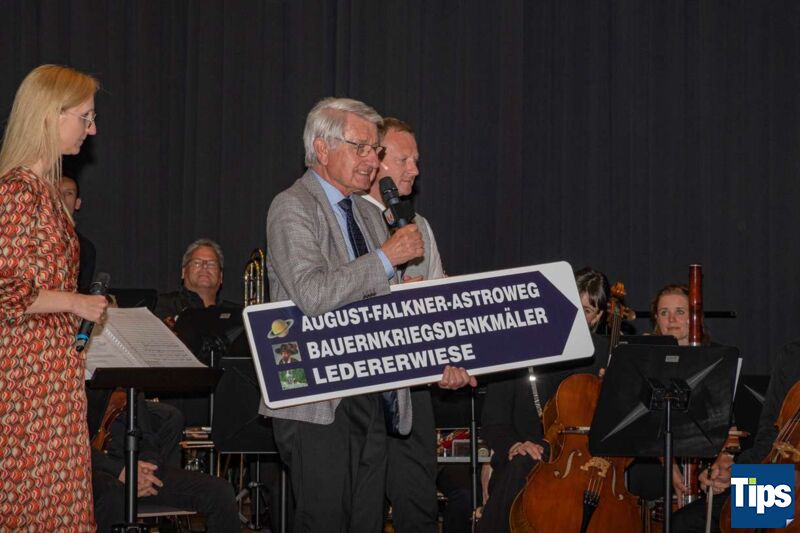 AUGUST-FALKNER-ASTROWEG
BAUERNKRIEGSDENKMÄLER
LEDERERWIESE
Tips